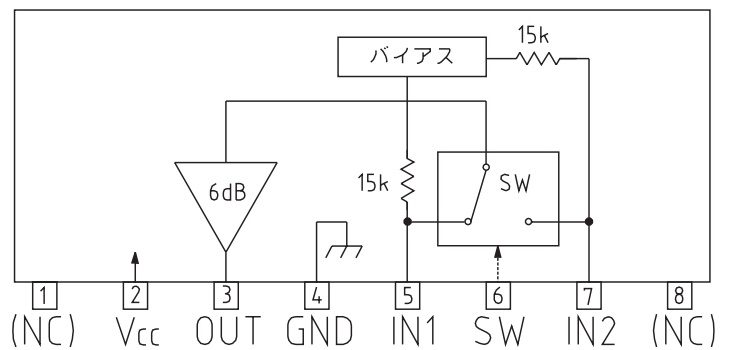 15k
バイアス
6dB
15k
SW
1 2 3 4 5 6 7 8
(NC) Vcc OUT GND IN1 SW IN2 (NC)